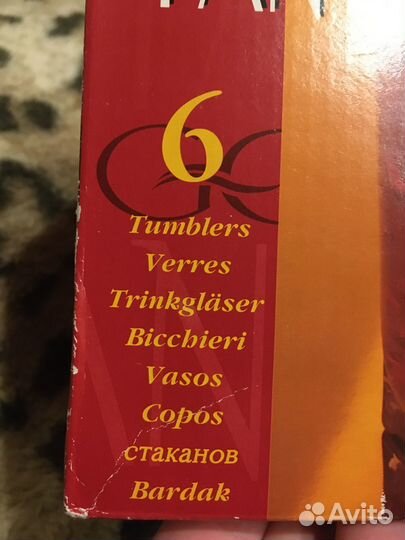 6
Tumblers
Verres
Trinkgläser
Bicchieri
Vasos
Copos
стаканов
Bardak
Avito